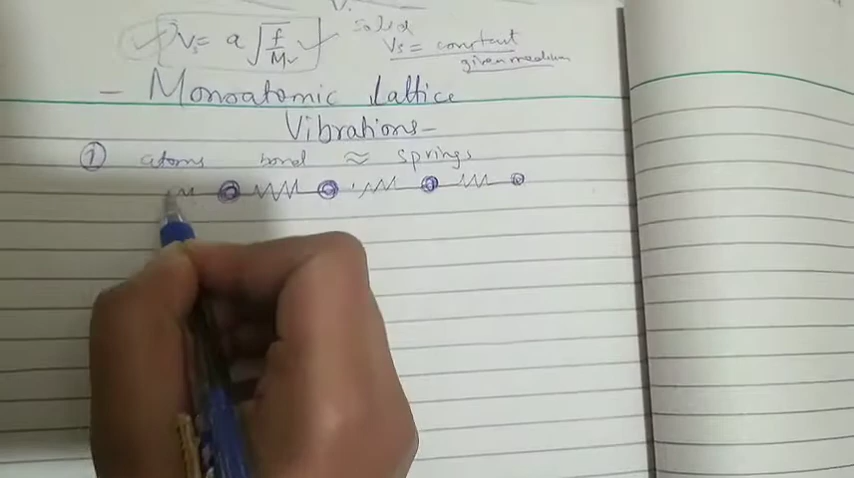 Vs = a √f/M solid
Vs = constant
given medium
- Monoatomic Lattice
Vibrations -
① atoms bond ≈ springs